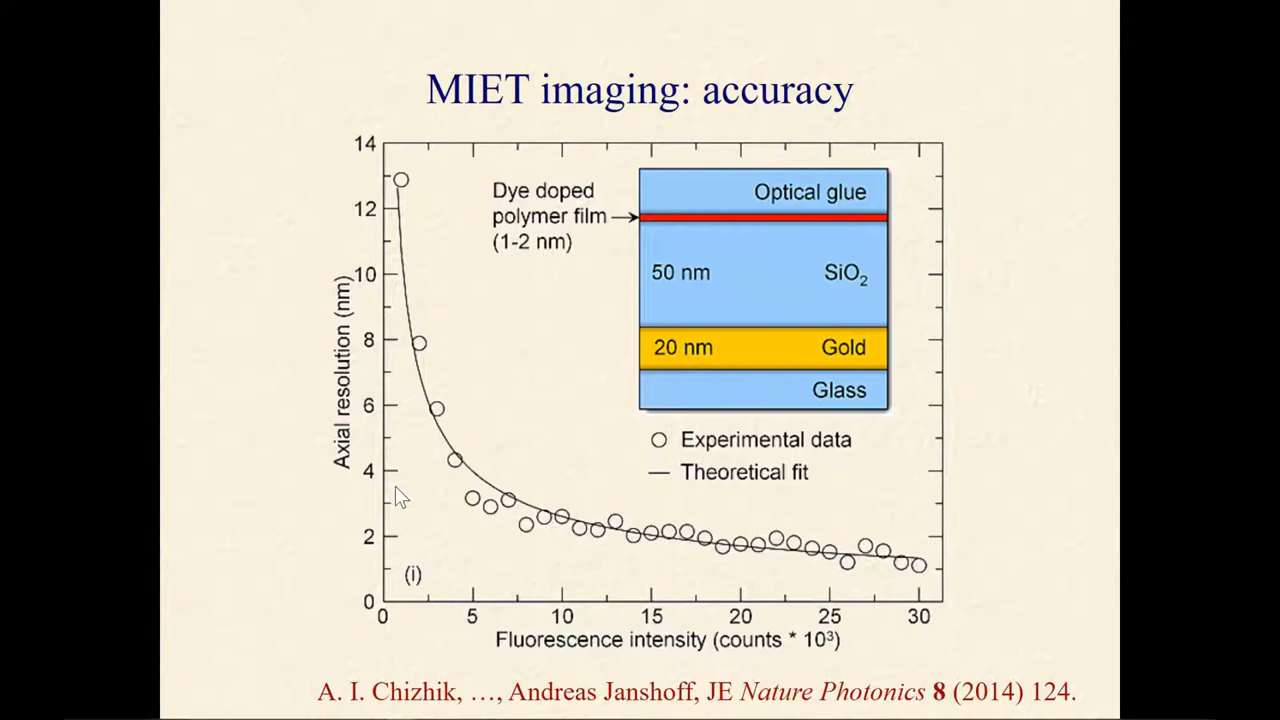 MIET imaging: accuracy
14
12
10
8
6
4
2
0
Axial resolution (nm)
Dye doped
polymer film
(1-2 nm)
Optical glue
50 nm SiO₂
20 nm Gold
Glass
Experimental data
Theoretical fit
(i)
0 5 10 15 20 25 30
Fluorescence intensity (counts * 10³)
A. I. Chizhik, …, Andreas Janshoff, JE Nature Photonics 8 (2014) 124.